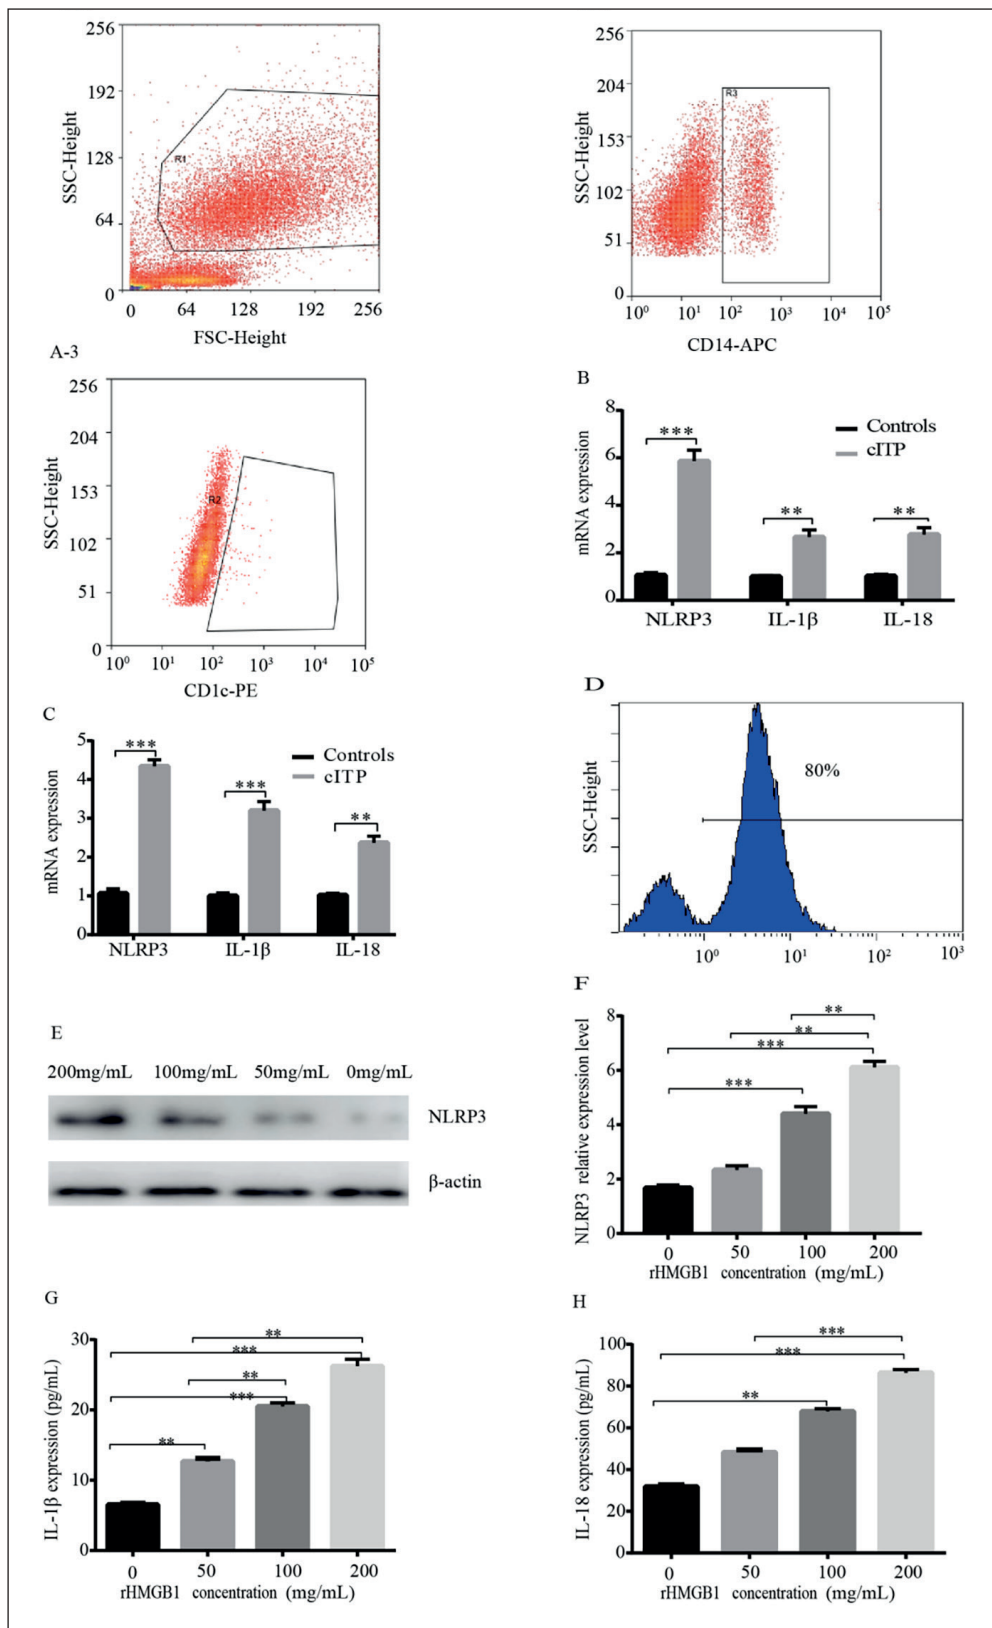 256
192
128
64
0
SSC-Height
R1
0 64 128 192 256
FSC-Height
256
204
153
102
51
0
SSC-Height
R3
10⁰ 10¹ 10² 10³ 10⁴ 10⁵
CD14-APC
A-3
256
204
153
102
51
0
SSC-Height
R2
10⁰ 10¹ 10² 10³ 10⁴ 10⁵
CD1c-PE
B
8
6
4
2
0
mRNA expression
Controls
cITP
*** ** **
NLRP3 IL-1β IL-18
C
5
4
3
2
1
0
mRNA expression
Controls
cITP
*** *** **
NLRP3 IL-1β IL-18
D
SSC-Height
80%
10⁰ 10¹ 10² 10³
E
200mg/mL 100mg/mL 50mg/mL 0mg/mL
NLRP3
β-actin
F
8
6
4
2
0
NLRP3 relative expression level
**
**
***
***
0 50 100 200
rHMGB1 concentration (mg/mL)
G
30
20
10
0
IL-1β expression (pg/mL)
**
***
**
***
**
0 50 100 200
rHMGB1 concentration (mg/mL)
H
100
80
60
40
20
0
IL-18 expression (pg/mL)
***
***
**
0 50 100 200
rHMGB1 concentration (mg/mL)